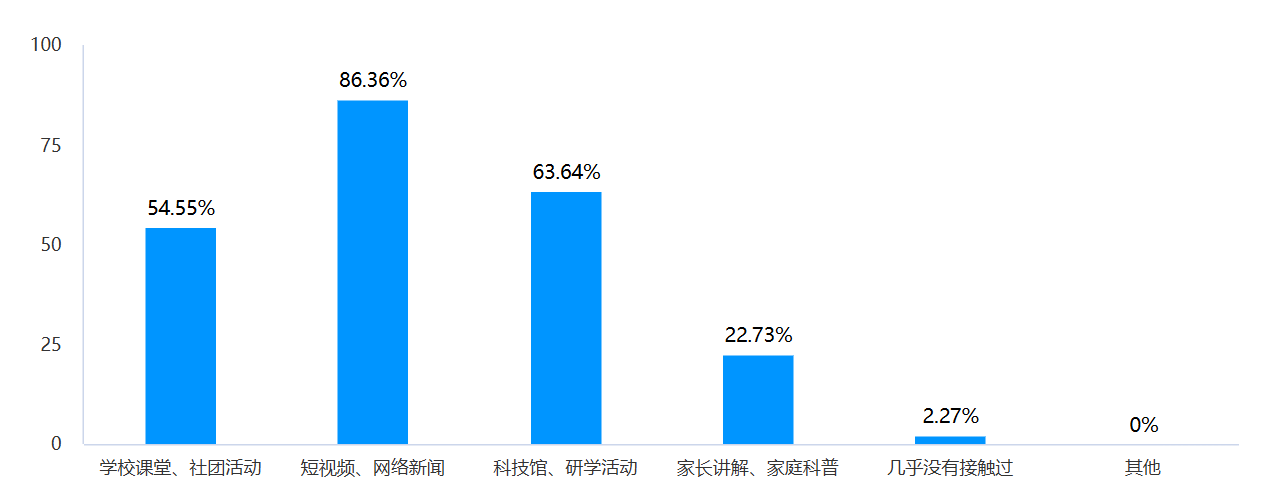 100
75
50
25
0
54.55%
86.36%
63.64%
22.73%
2.27%
0%
学校课堂、社团活动
短视频、网络新闻
科技馆、研学活动
家长讲解、家庭科普
几乎没有接触过
其他